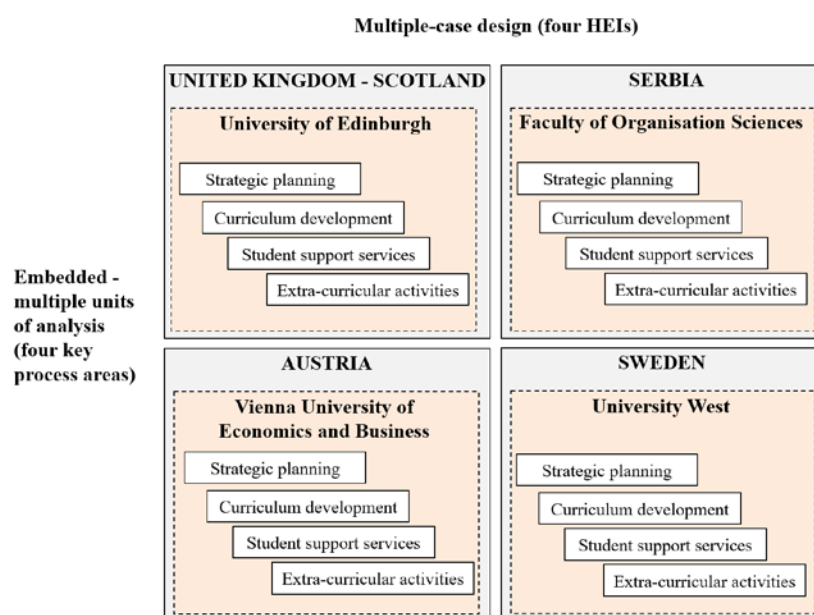 Multiple-case design (four HEIs)
UNITED KINGDOM - SCOTLAND
University of Edinburgh
Strategic planning
Curriculum development
Student support services
Extra-curricular activities
SERBIA
Faculty of Organisation Sciences
Strategic planning
Curriculum development
Student support services
Extra-curricular activities
Embedded -
multiple units
of analysis
(four key
process areas)
AUSTRIA
Vienna University of
Economics and Business
Strategic planning
Curriculum development
Student support services
Extra-curricular activities
SWEDEN
University West
Strategic planning
Curriculum development
Student support services
Extra-curricular activities